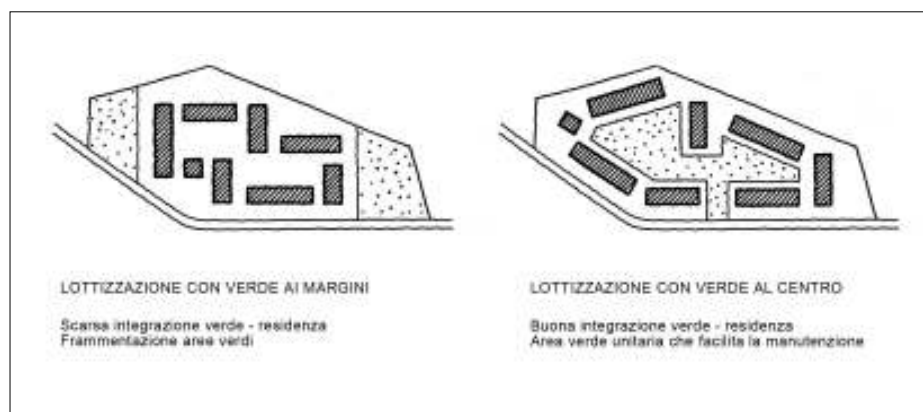 LOTTIZZAZIONE CON VERDE AI MARGINI
Scarsa integrazione verde - residenza
Frammentazione aree verdi
LOTTIZZAZIONE CON VERDE AL CENTRO
Buona integrazione verde - residenza
Area verde unitaria che facilita la manutenzione